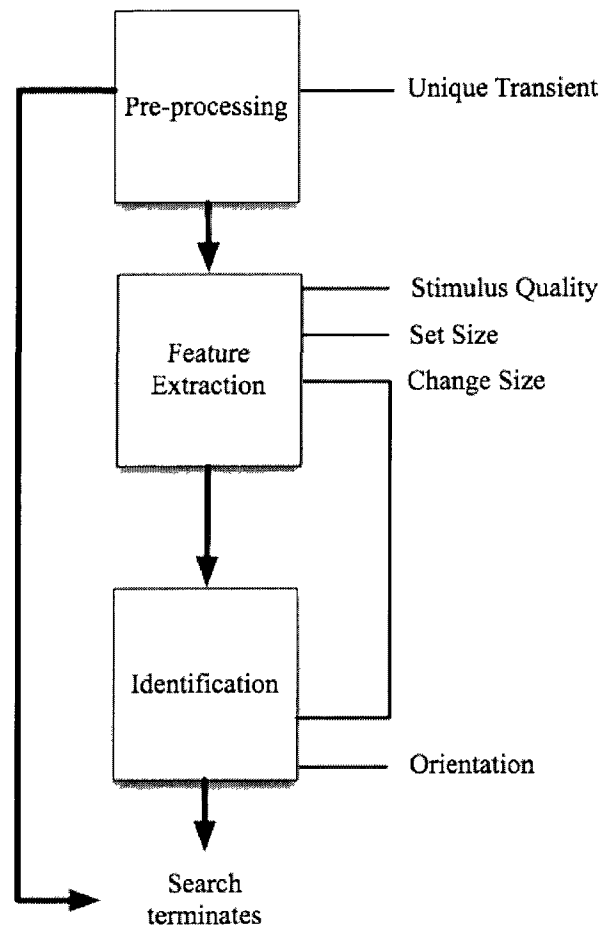 Pre-processing
Unique Transient
Feature
Extraction
Stimulus Quality
Set Size
Change Size
Identification
Orientation
Search
terminates